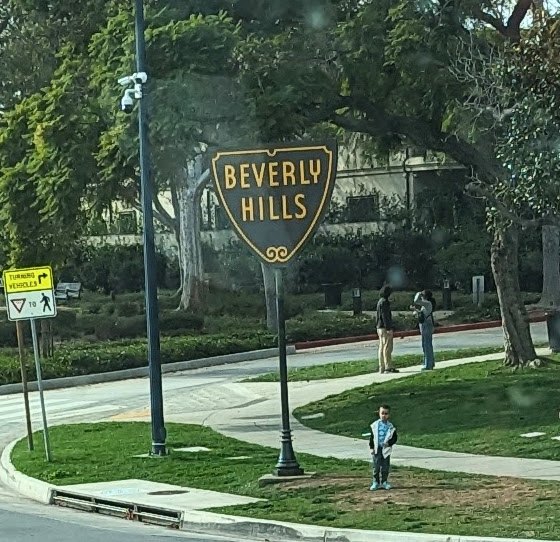 BEVERLY
HILLS
TURNING
VEHICLES
TO